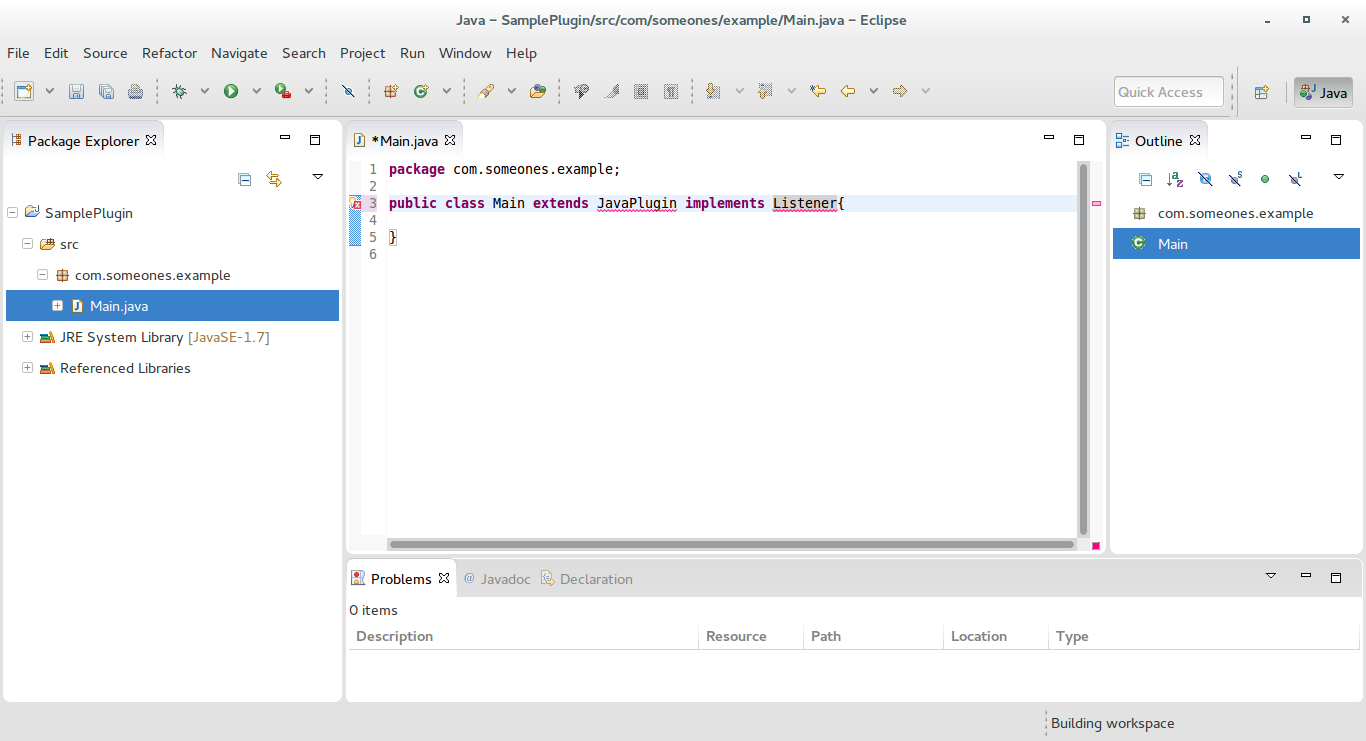 Java – SamplePlugin/src/com/someones/example/Main.java – Eclipse
File Edit Source Refactor Navigate Search Project Run Window Help
Quick Access
Java
Package Explorer
SamplePlugin
src
com.someones.example
Main.java
JRE System Library [JavaSE-1.7]
Referenced Libraries
*Main.java
1 package com.someones.example;
2
3 public class Main extends JavaPlugin implements Listener{
4
5 }
6
Outline
com.someones.example
Main
Problems @ Javadoc Declaration
0 items
Description Resource Path Location Type
Building workspace